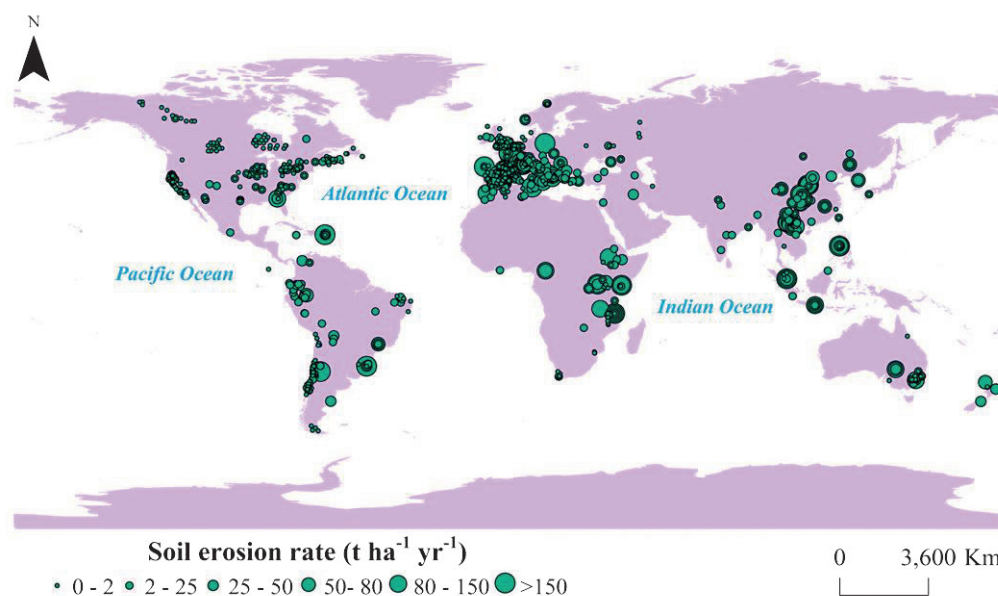 N
Atlantic Ocean
Pacific Ocean
Indian Ocean
Soil erosion rate (t ha⁻¹ yr⁻¹)
0 - 2 2 - 25 25 - 50 50- 80 80 - 150 >150
0 3,600 Km